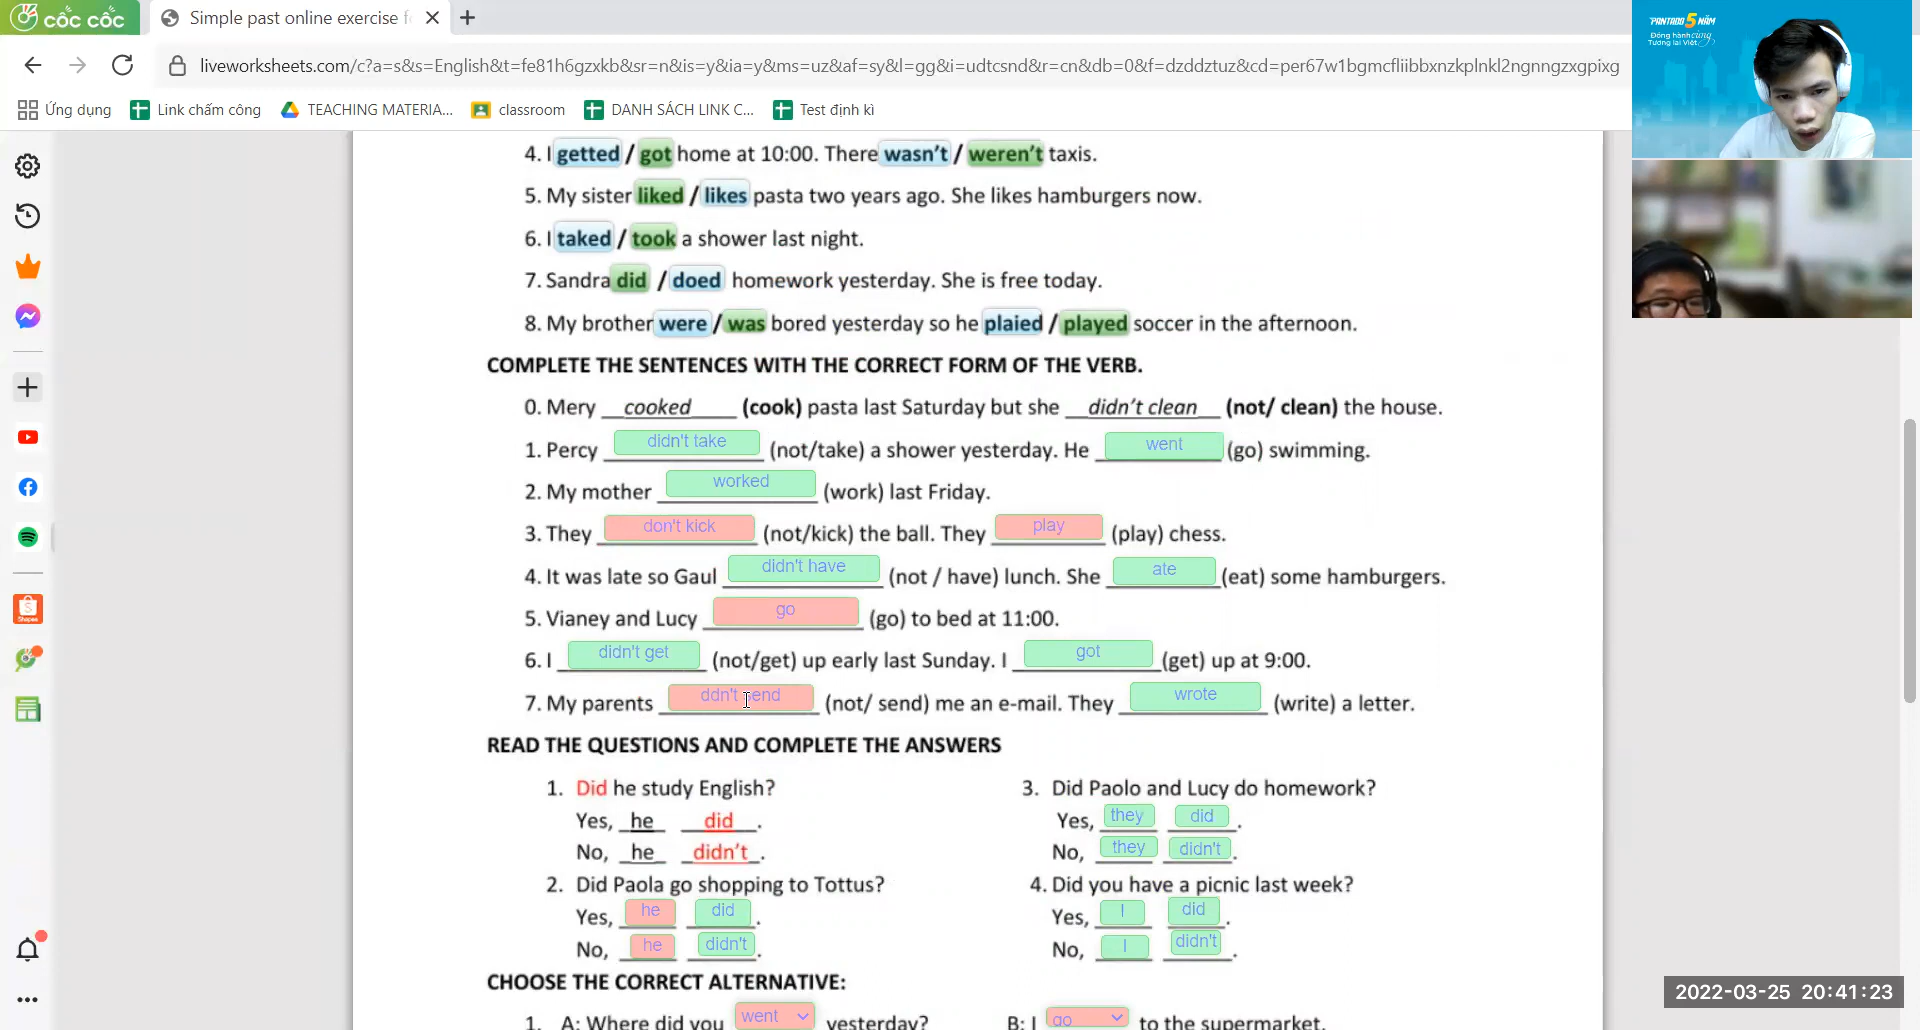 cốc cốc
Simple past online exercise f
liveworksheets.com/c?a=s&s=English&t=fe81h6gzxkb&sr=n&is=y&ia=y&ms=uz&af=sy&l=gg&i=udtcsnd&r=cn&db=0&f=dzddztuz&cd=per67w1bgmcfliibbxnzkplnkl2ngnngzxgpixg
Ứng dụng Link chấm công TEACHING MATERIA... classroom DANH SÁCH LINK C... Test định kì
PANTADO 5 NĂM
Đồng hành cùng
Tương lai Việt
4. I getted / got home at 10:00. There wasn't / weren't taxis.
5. My sister liked / likes pasta two years ago. She likes hamburgers now.
6. I taked / took a shower last night.
7. Sandra did / doed homework yesterday. She is free today.
8. My brother were / was bored yesterday so he plaied / played soccer in the afternoon.
COMPLETE THE SENTENCES WITH THE CORRECT FORM OF THE VERB.
0. Mery cooked (cook) pasta last Saturday but she didn't clean (not/ clean) the house.
1. Percy didn't take (not/take) a shower yesterday. He went (go) swimming.
2. My mother worked (work) last Friday.
3. They don't kick (not/kick) the ball. They play (play) chess.
4. It was late so Gaul didn't have (not / have) lunch. She ate (eat) some hamburgers.
5. Vianey and Lucy go (go) to bed at 11:00.
6. I didn't get (not/get) up early last Sunday. I got (get) up at 9:00.
7. My parents ddn't send (not/ send) me an e-mail. They wrote (write) a letter.
READ THE QUESTIONS AND COMPLETE THE ANSWERS
1. Did he study English?
Yes, he did.
No, he didn't.
2. Did Paola go shopping to Tottus?
Yes, he did.
No, he didn't.
3. Did Paolo and Lucy do homework?
Yes, they did.
No, they didn't.
4. Did you have a picnic last week?
Yes, I did.
No, I didn't.
CHOOSE THE CORRECT ALTERNATIVE:
1. A: Where did you went yesterday? B: I go to the supermarket.
Shopee
2022-03-25 20:41:23